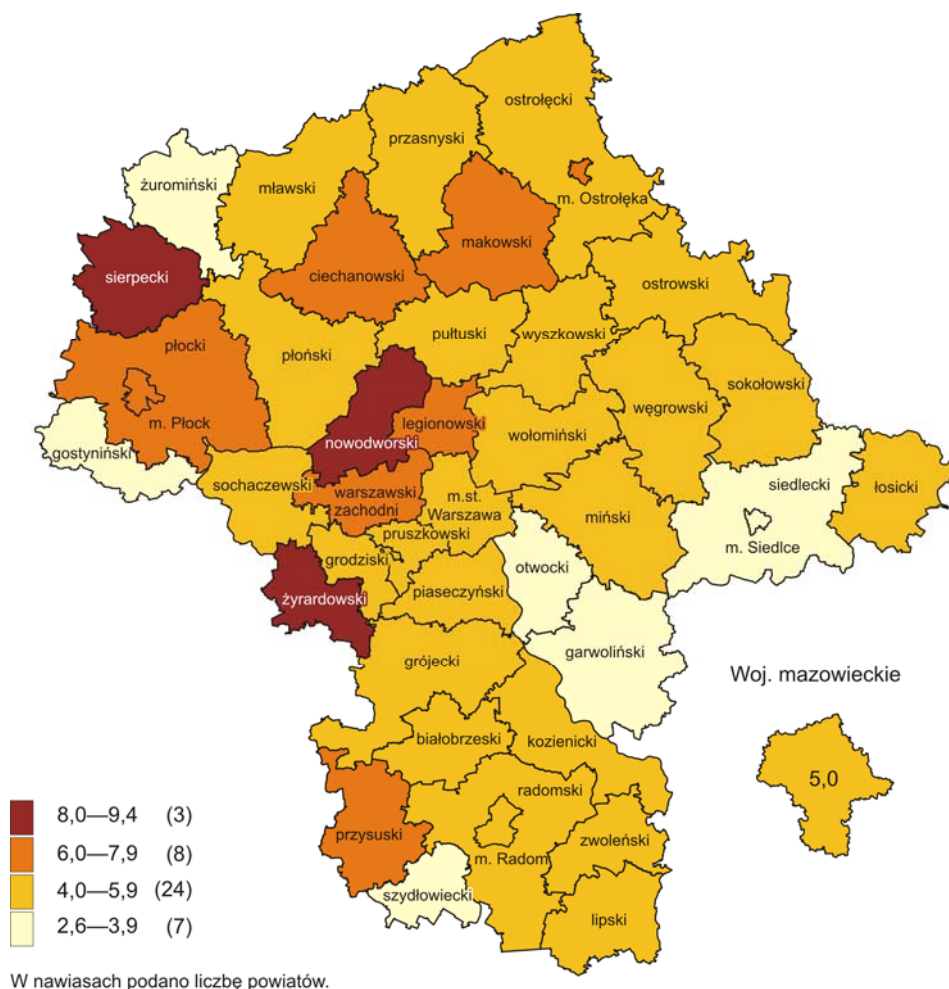 ostrołęcki
przasnyski
żuromiński
mławski
m. Ostrołęka
makowski
sierpecki
ciechanowski
ostrowski
płocki
płoński
pułtuski
wyszkowski
sokołowski
węgrowski
m. Płock
legionowski
wołomiński
nowodworski
gostyniński
sochaczewski
warszawski
zachodni
m.st.
Warszawa
siedlecki
łosicki
miński
m. Siedlce
pruszkowski
grodziski
otwocki
żyrardowski
piaseczyński
garwoliński
grójecki
Woj. mazowieckie
białobrzeski
kozienicki
5,0
radomski
przysuski
zwoleński
m. Radom
szydłowiecki
lipski
8,0—9,4 (3)
6,0—7,9 (8)
4,0—5,9 (24)
2,6—3,9 (7)
W nawiasach podano liczbę powiatów.